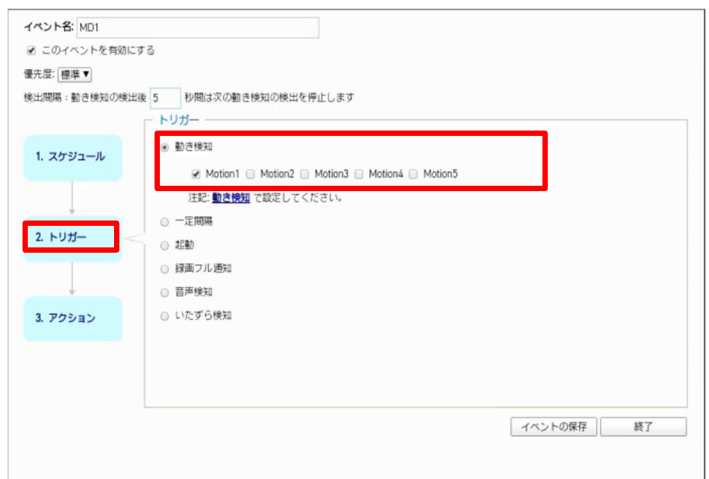 イベント名: MD1
このイベントを有効にする
優先度: 標準▼
検出間隔：動き検知の検出後 5 秒間は次の動き検知の検出を停止します
トリガー
動き検知
Motion1 Motion2 Motion3 Motion4 Motion5
注記: 動き検知 で設定してください。
一定間隔
起動
録画フル通知
音声検知
いたずら検知
1. スケジュール
2. トリガー
3. アクション
イベントの保存 終了